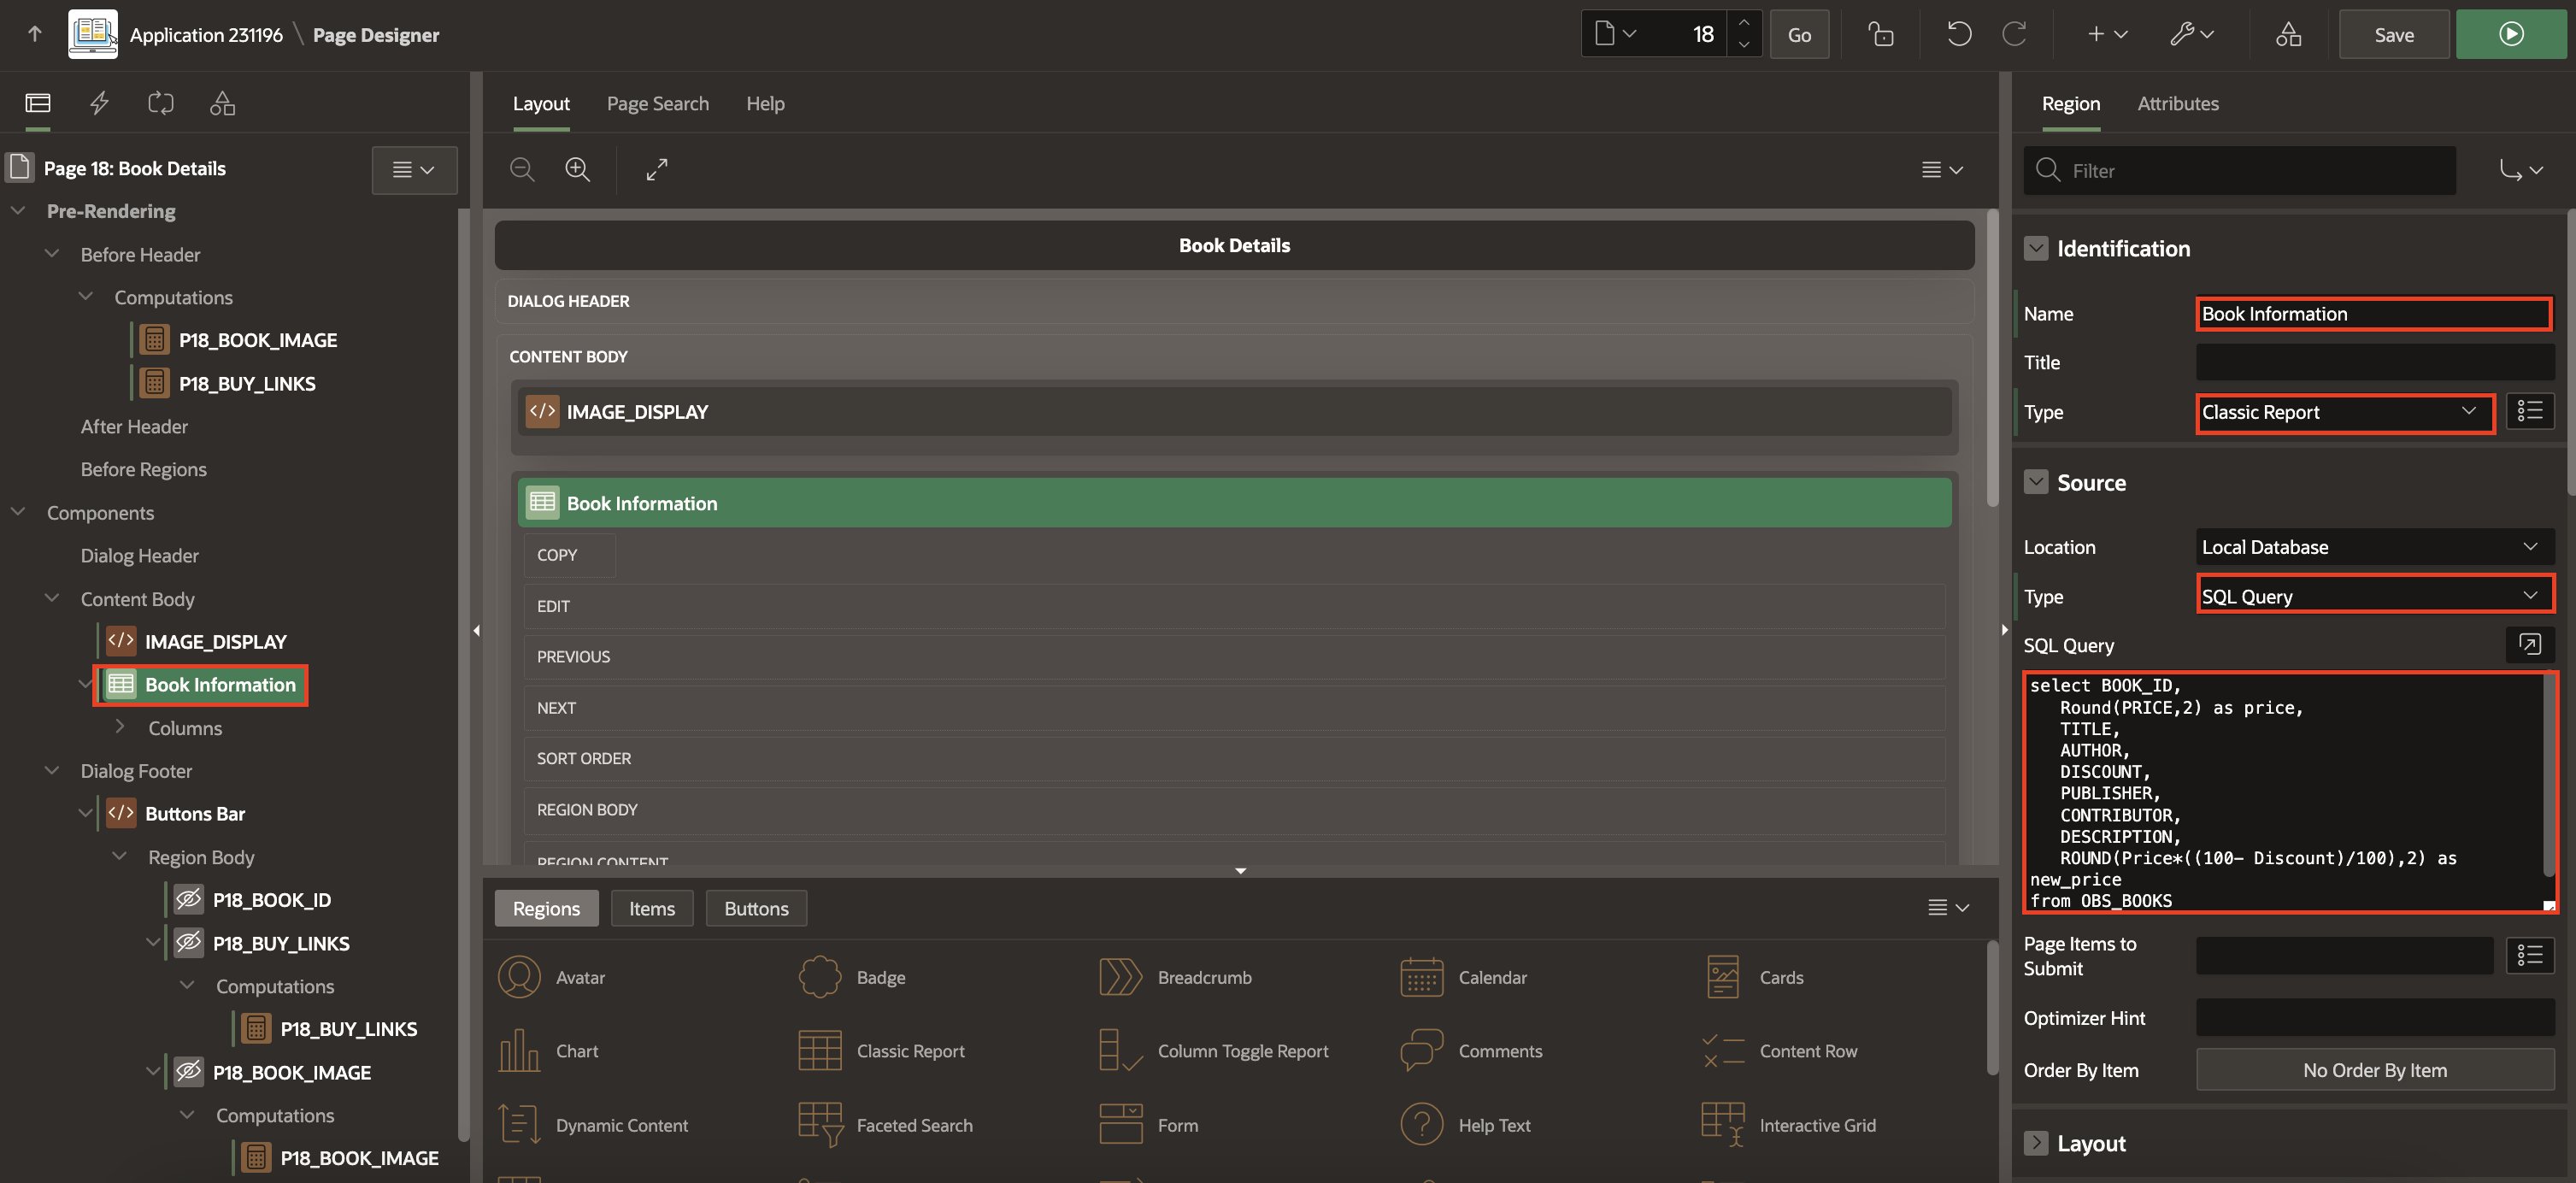 Application 231196 \ Page Designer
18
Go
Save
Layout
Page Search
Help
Region
Attributes
Page 18: Book Details
Pre-Rendering
Before Header
Computations
P18_BOOK_IMAGE
P18_BUY_LINKS
After Header
Before Regions
Components
Dialog Header
Content Body
IMAGE_DISPLAY
Book Information
Columns
Dialog Footer
Buttons Bar
Region Body
P18_BOOK_ID
P18_BUY_LINKS
Computations
P18_BUY_LINKS
P18_BOOK_IMAGE
Computations
P18_BOOK_IMAGE
Book Details
DIALOG HEADER
CONTENT BODY
IMAGE_DISPLAY
Book Information
COPY
EDIT
PREVIOUS
NEXT
SORT ORDER
REGION BODY
REGION CONTENT
Regions
Items
Buttons
Avatar
Badge
Breadcrumb
Calendar
Cards
Chart
Classic Report
Column Toggle Report
Comments
Content Row
Dynamic Content
Faceted Search
Form
Help Text
Interactive Grid
Filter
Identification
Name
Book Information
Title
Type
Classic Report
Source
Location
Local Database
Type
SQL Query
SQL Query
select BOOK_ID,
Round(PRICE,2) as price,
TITLE,
AUTHOR,
DISCOUNT,
PUBLISHER,
CONTRIBUTOR,
DESCRIPTION,
ROUND(Price*((100- Discount)/100),2) as
new_price
from OBS_BOOKS
Page Items to
Submit
Optimizer Hint
Order By Item
No Order By Item
Layout